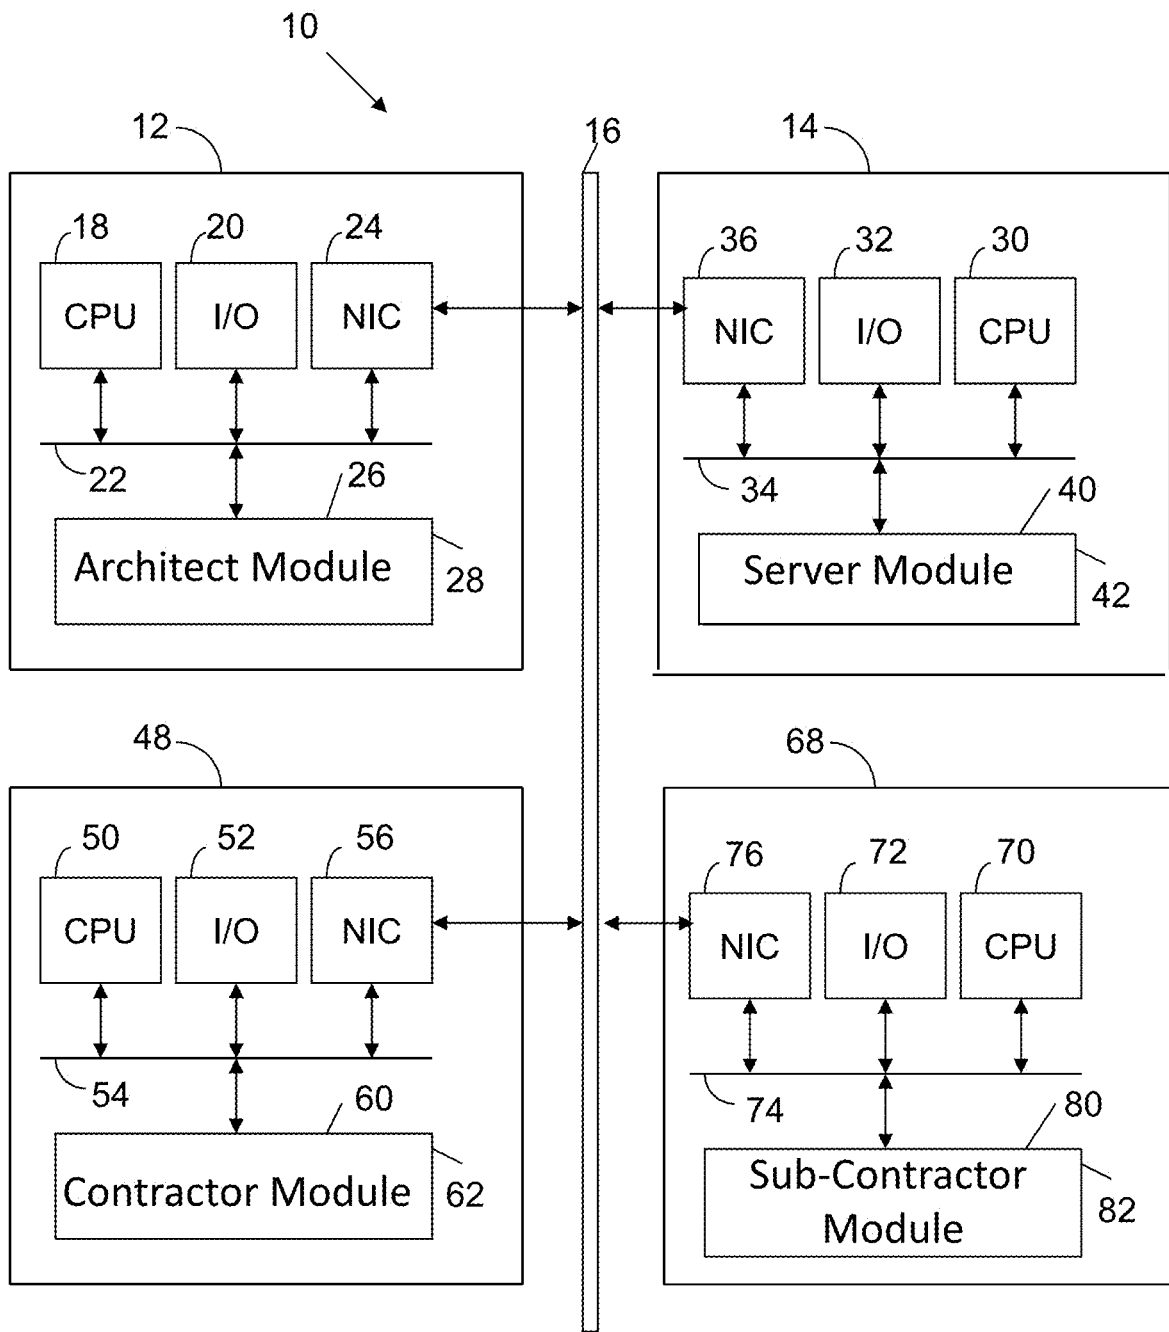 10
12 16 14
18 20 24 36 32 30
CPU I/O NIC NIC I/O CPU
22 26 34 40
Architect Module 28 Server Module 42
48 68
50 52 56 76 72 70
CPU I/O NIC NIC I/O CPU
54 60 74 80
Contractor Module 62 Sub-Contractor
Module 82